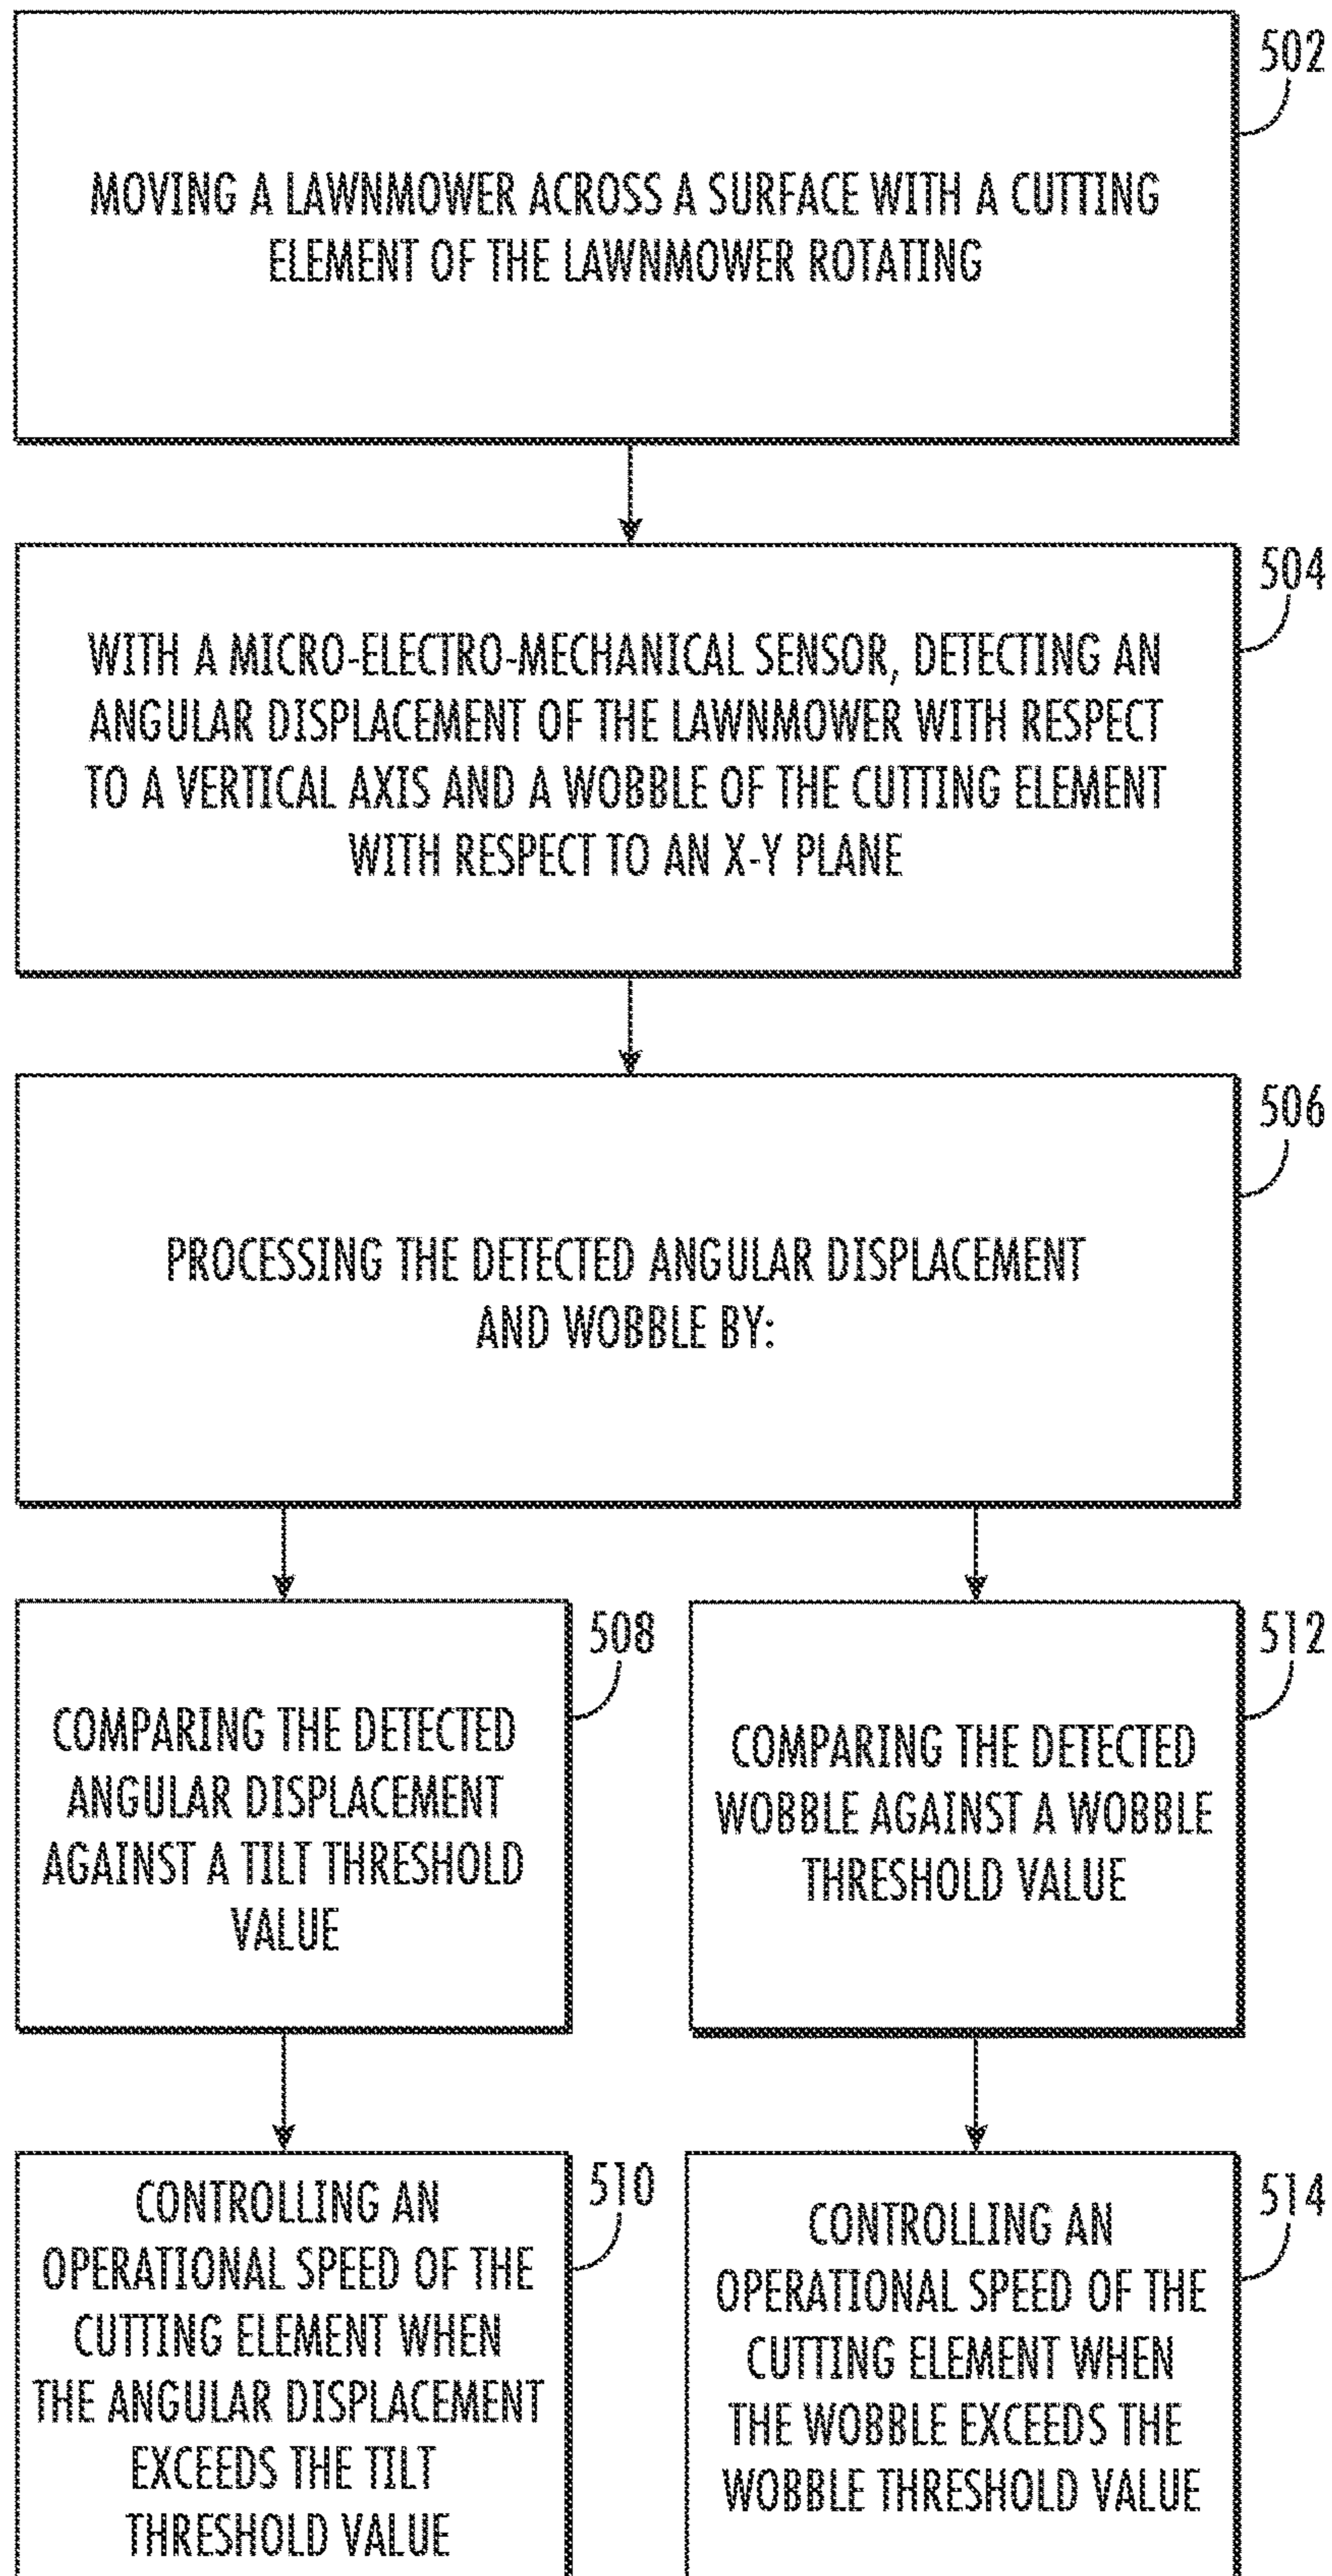 502
MOVING A LAWNMOWER ACROSS A SURFACE WITH A CUTTING
ELEMENT OF THE LAWNMOWER ROTATING
504
WITH A MICRO-ELECTRO-MECHANICAL SENSOR, DETECTING AN
ANGULAR DISPLACEMENT OF THE LAWNMOWER WITH RESPECT
TO A VERTICAL AXIS AND A WOBBLE OF THE CUTTING ELEMENT
WITH RESPECT TO AN X-Y PLANE
506
PROCESSING THE DETECTED ANGULAR DISPLACEMENT
AND WOBBLE BY:
508
COMPARING THE DETECTED
ANGULAR DISPLACEMENT
AGAINST A TILT THRESHOLD
VALUE
512
COMPARING THE DETECTED
WOBBLE AGAINST A WOBBLE
THRESHOLD VALUE
510
CONTROLLING AN
OPERATIONAL SPEED OF THE
CUTTING ELEMENT WHEN
THE ANGULAR DISPLACEMENT
EXCEEDS THE TILT
THRESHOLD VALUE
514
CONTROLLING AN
OPERATIONAL SPEED OF THE
CUTTING ELEMENT WHEN
THE WOBBLE EXCEEDS THE
WOBBLE THRESHOLD VALUE